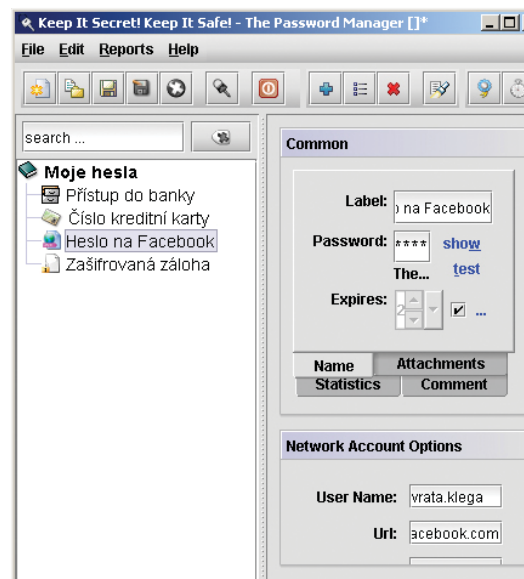 Keep It Secret! Keep It Safe! - The Password Manager []*
File Edit Reports Help
search ...
Moje hesla
Přístup do banky
Číslo kreditní karty
Heslo na Facebook
Zašifrovaná záloha
Common
Label: na Facebook
Password: **** show
The... test
Expires: 2 ...
Name Attachments
Statistics Comment
Network Account Options
User Name: vrata.klega
Url: acebook.com